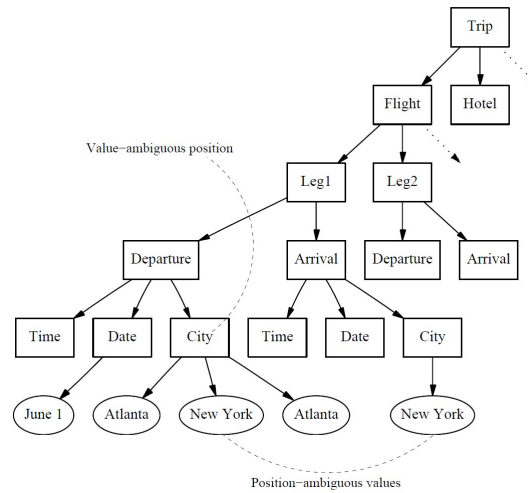 Trip
Flight
Hotel
Value−ambiguous position
Leg1
Leg2
Departure
Arrival
Departure
Arrival
Time
Date
City
Time
Date
City
June 1
Atlanta
New York
Atlanta
New York
Position−ambiguous values